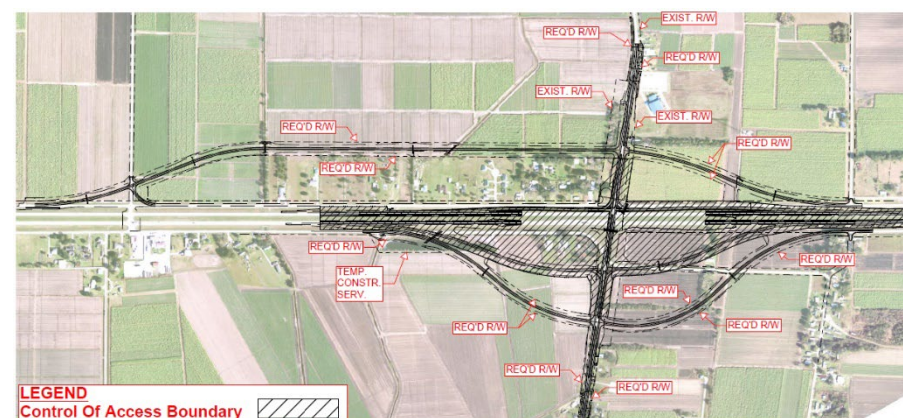 EXIST. R/W
REQ'D R/W
REQ'D R/W
EXIST. R/W
EXIST. R/W
REQ'D R/W
REQ'D R/W
REQ'D R/W
REQ'D R/W
REQ'D R/W
TEMP.
CONSTR.
SERV.
REQ'D R/W
REQ'D R/W
REQ'D R/W
REQ'D R/W
REQ'D R/W
LEGEND
Control Of Access Boundary